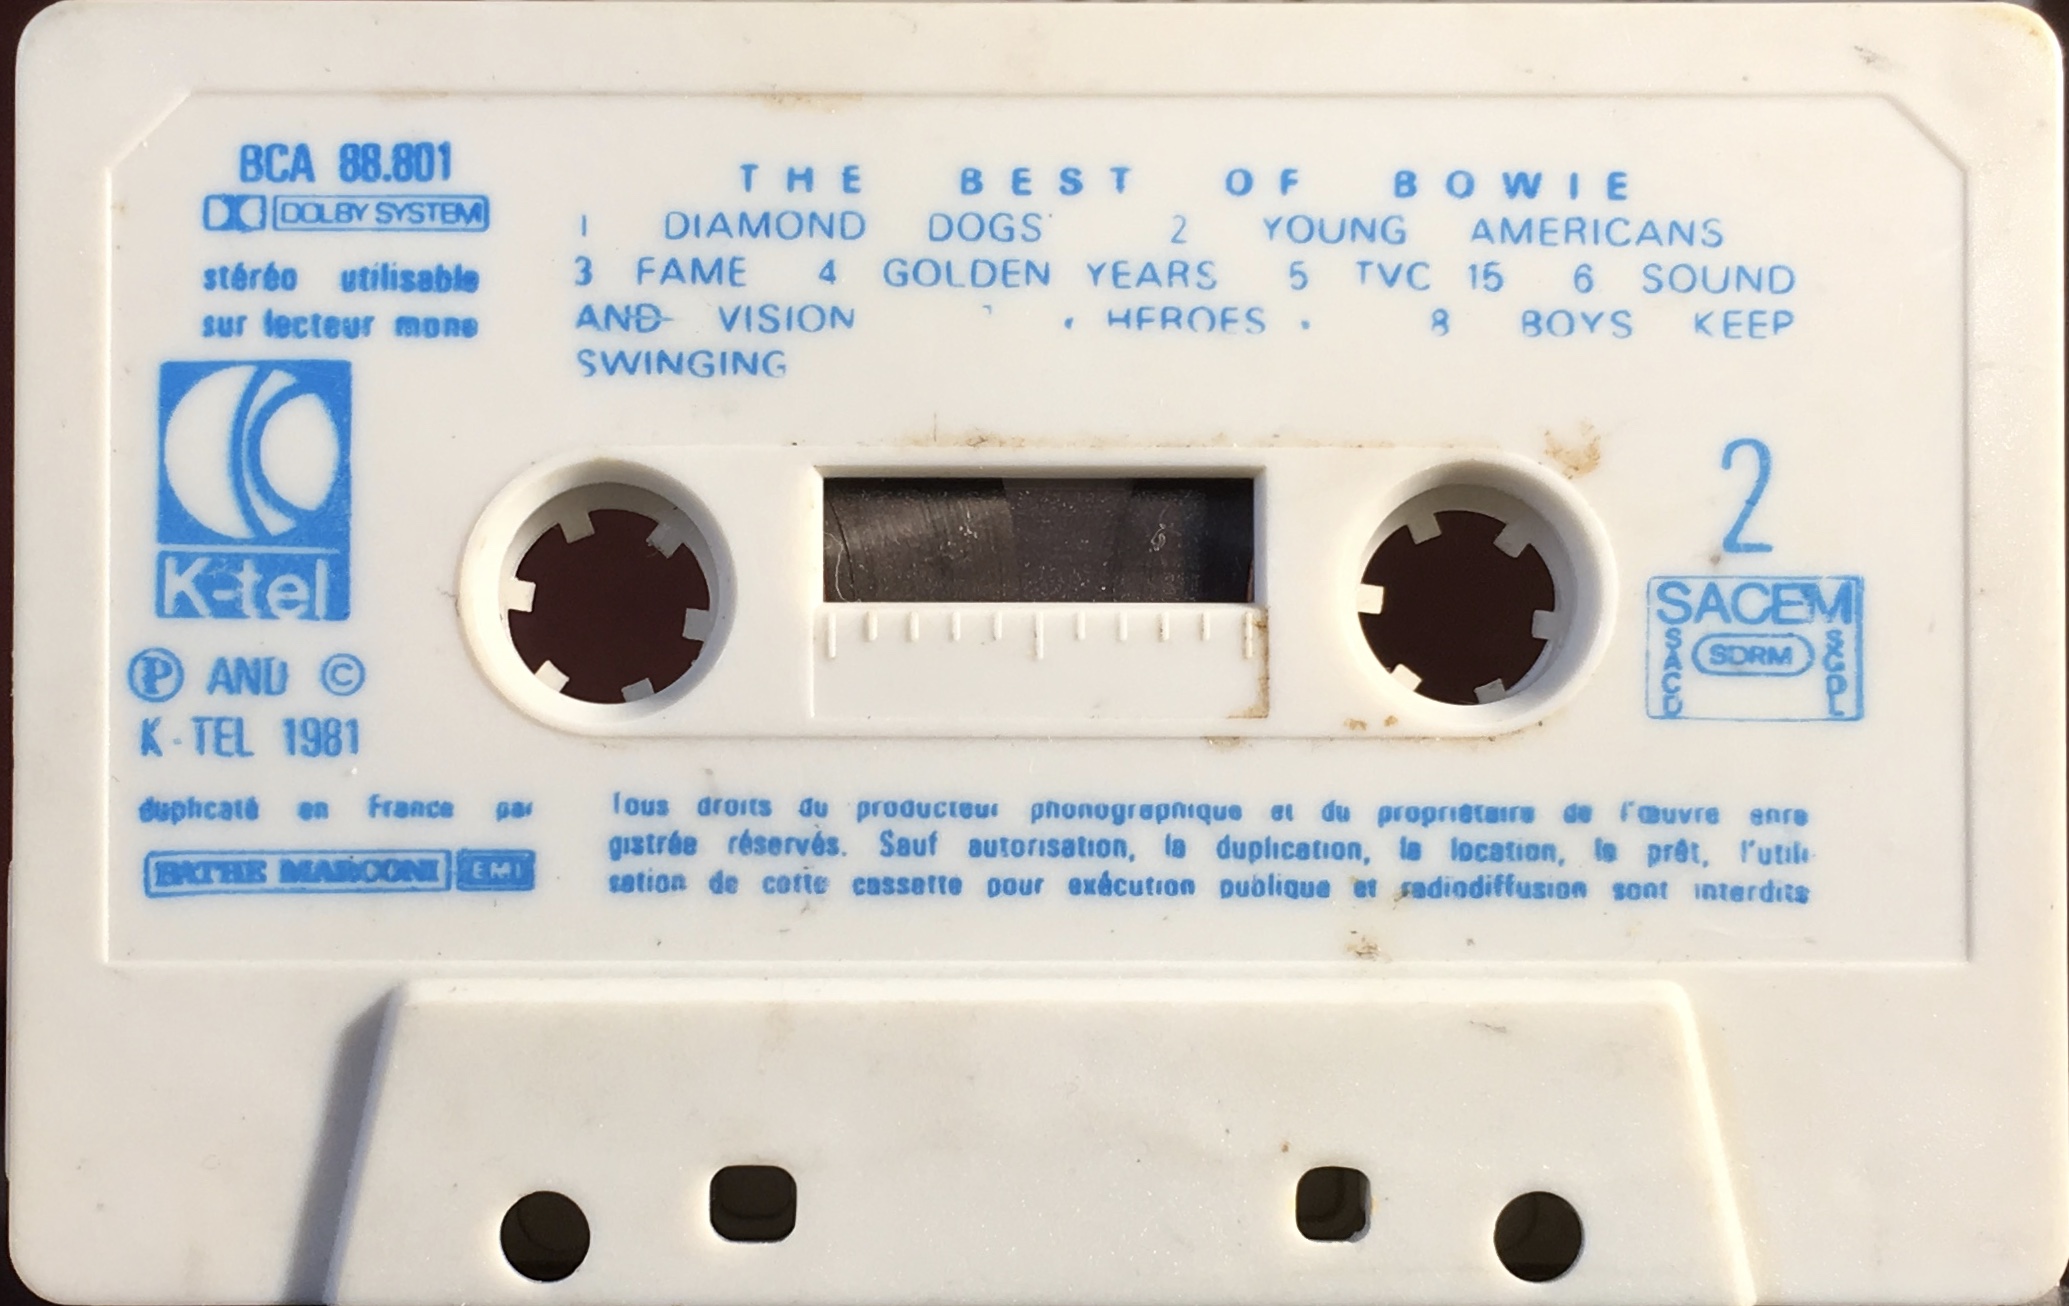 BCA 88.801
DOLBY SYSTEM
stéréo utilisable
sur lecteur mono
K-tel
Ⓟ AND ©
K-TEL 1981
duplicaté en France par
PATHE MARCONI EMI
THE BEST OF BOWIE
1 DIAMOND DOGS 2 YOUNG AMERICANS
3 FAME 4 GOLDEN YEARS 5 TVC 15 6 SOUND
AND VISION 7 " HEROES " 8 BOYS KEEP
SWINGING
2
SACEM
SACD SDRM SGDL
Tous droits du producteur phonographique et du propriétaire de l'œuvre enre
gistrée réservés. Sauf autorisation, la duplication, la location, le prêt, l'utili-
sation de cette cassette pour exécution publique et radiodiffusion sont interdits